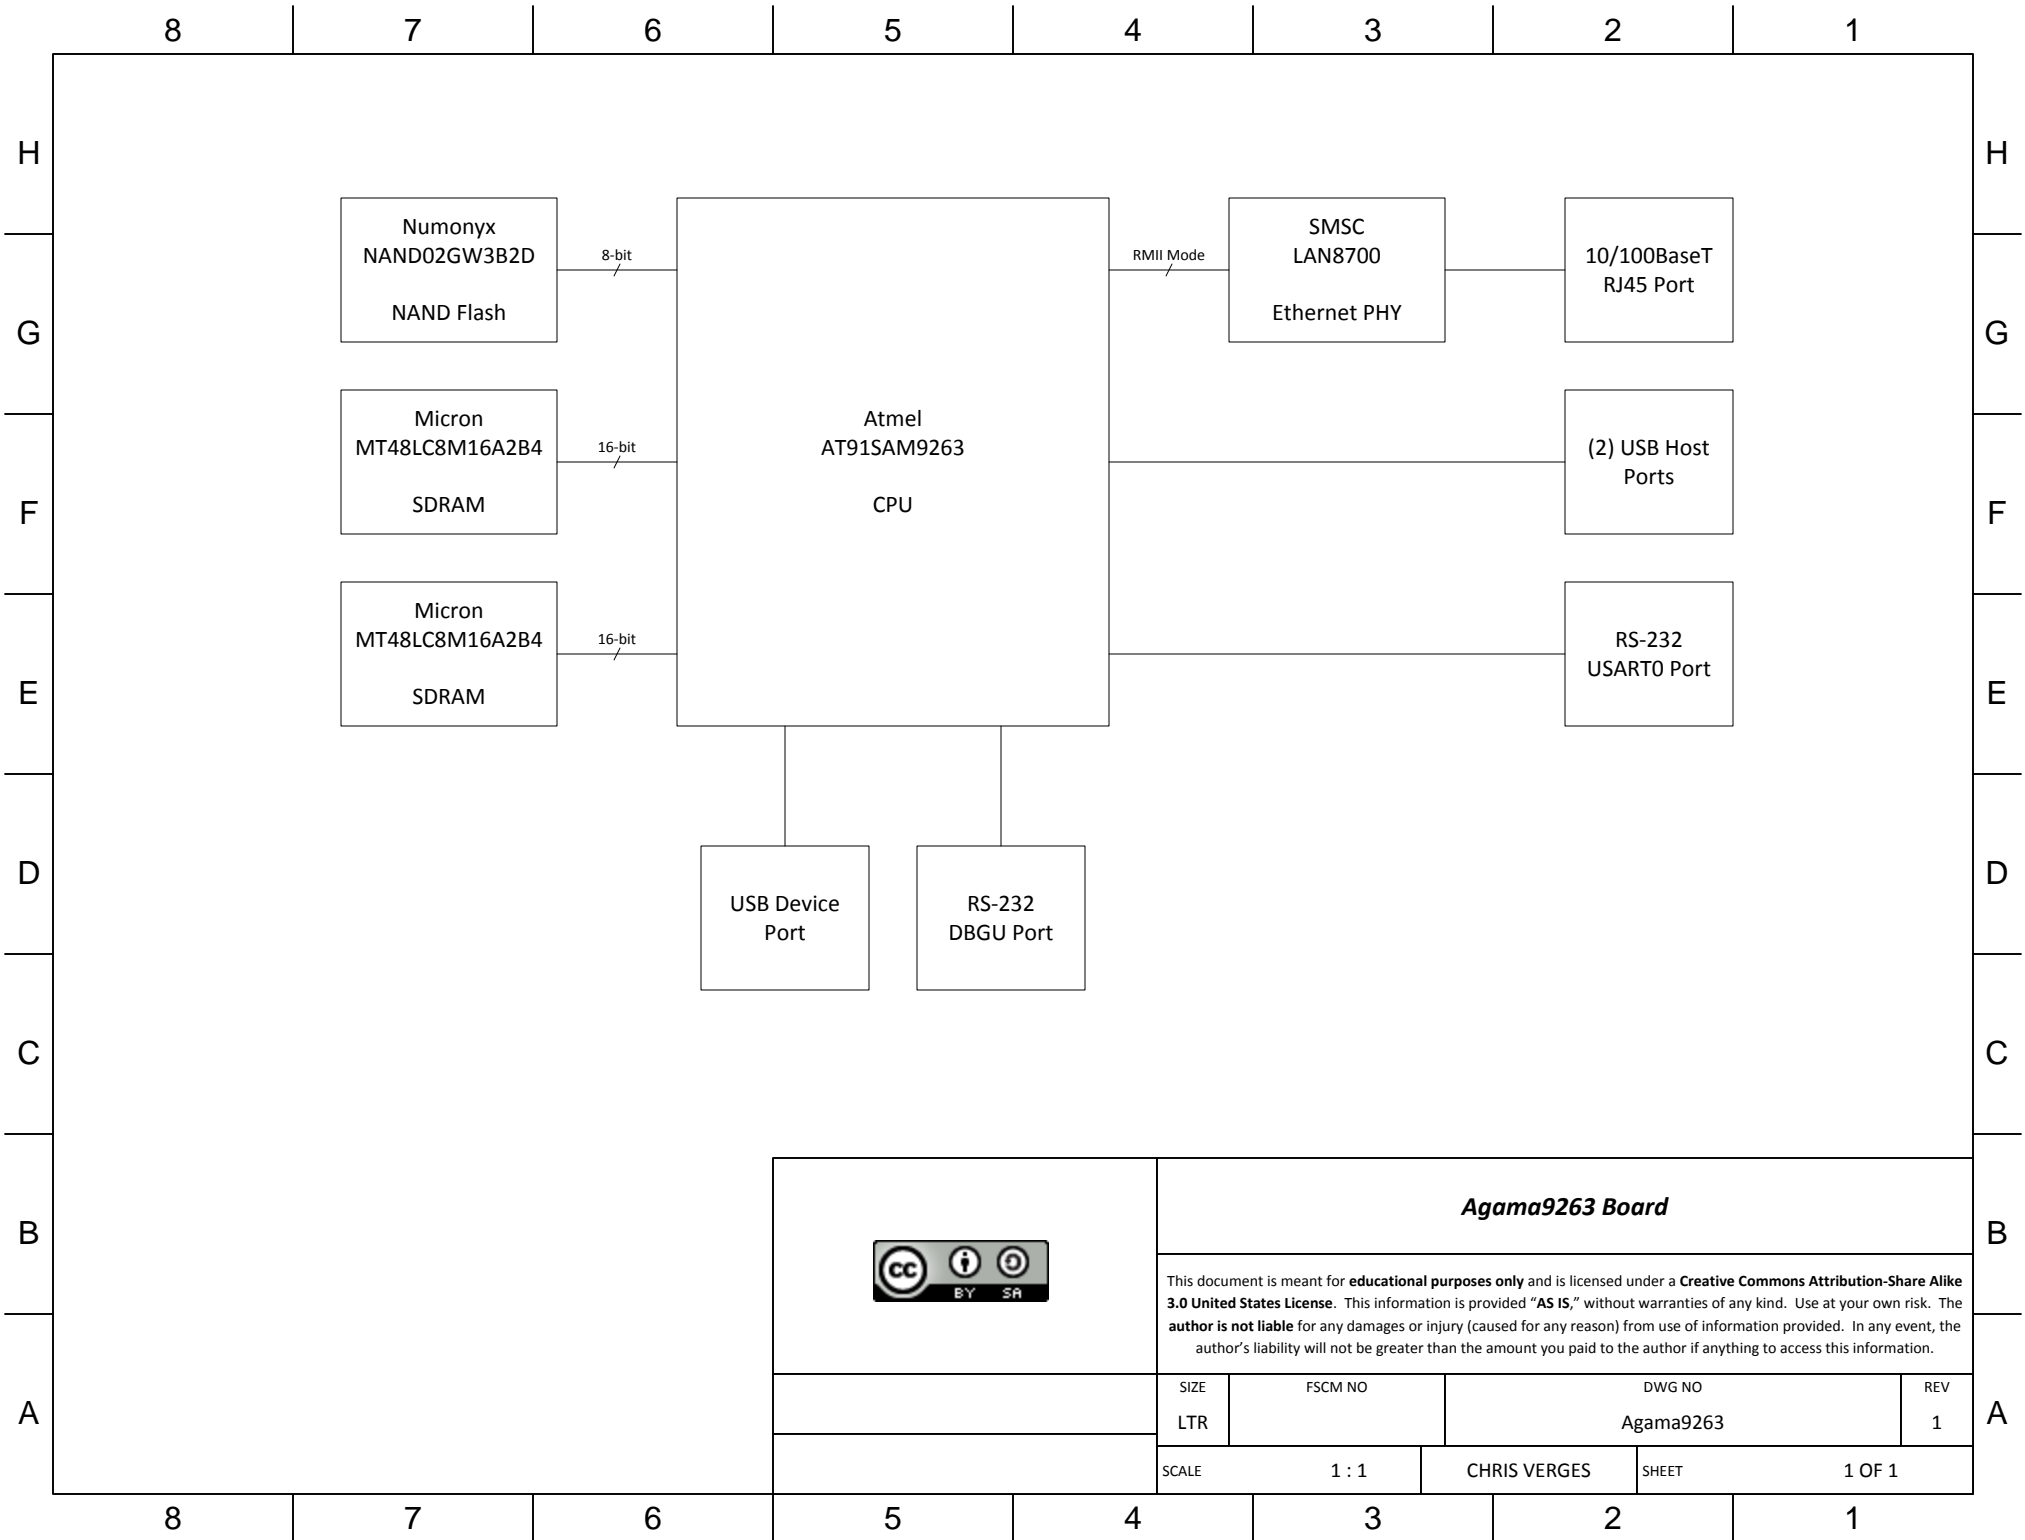 8 7 6 5 4 3 2 1
H H
Numonyx
NAND02GW3B2D
NAND Flash
8-bit
RMII Mode
SMSC
LAN8700
Ethernet PHY
10/100BaseT
RJ45 Port
G G
Micron
MT48LC8M16A2B4
SDRAM
16-bit
Atmel
AT91SAM9263
CPU
(2) USB Host
Ports
F F
Micron
MT48LC8M16A2B4
SDRAM
16-bit
RS-232
USART0 Port
E E
D D
USB Device
Port
RS-232
DBGU Port
C C
B B
CC BY SA
Agama9263 Board
This document is meant for educational purposes only and is licensed under a Creative Commons Attribution-Share Alike
3.0 United States License. This information is provided “AS IS,” without warranties of any kind. Use at your own risk. The
author is not liable for any damages or injury (caused for any reason) from use of information provided. In any event, the
author’s liability will not be greater than the amount you paid to the author if anything to access this information.
A A
SIZE FSCM NO DWG NO REV
LTR Agama9263 1
SCALE 1 : 1 CHRIS VERGES SHEET 1 OF 1
8 7 6 5 4 3 2 1